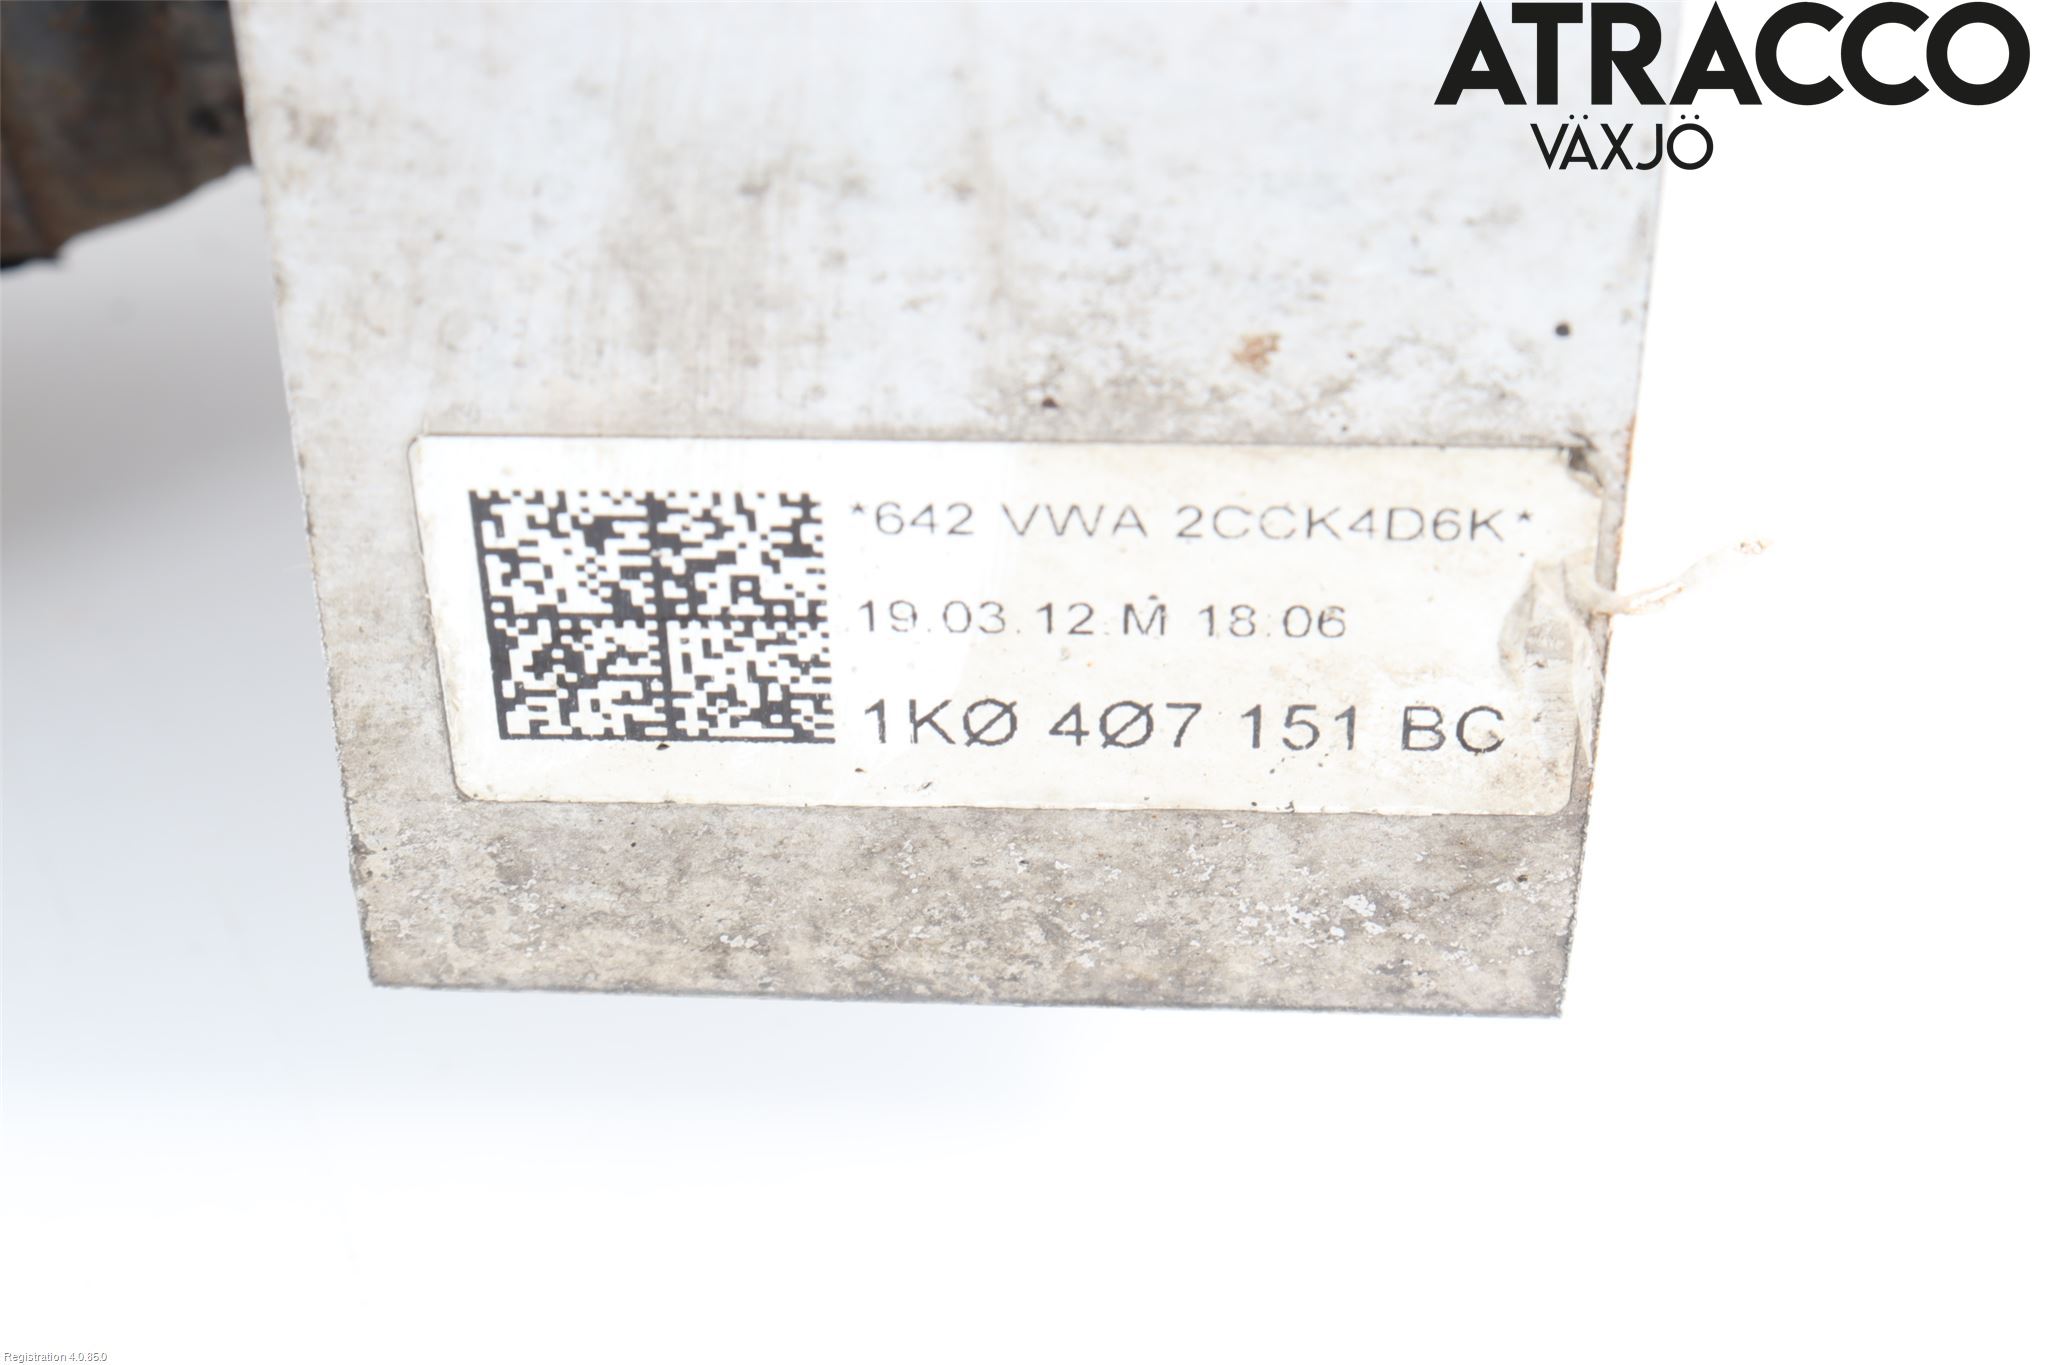 ATRACCO
VÄXJÖ
*642 VWA 2CCK4D6K*
19.03.12 M 18:06
1KØ 4Ø7 151 BC
Registration 4.0.85.0